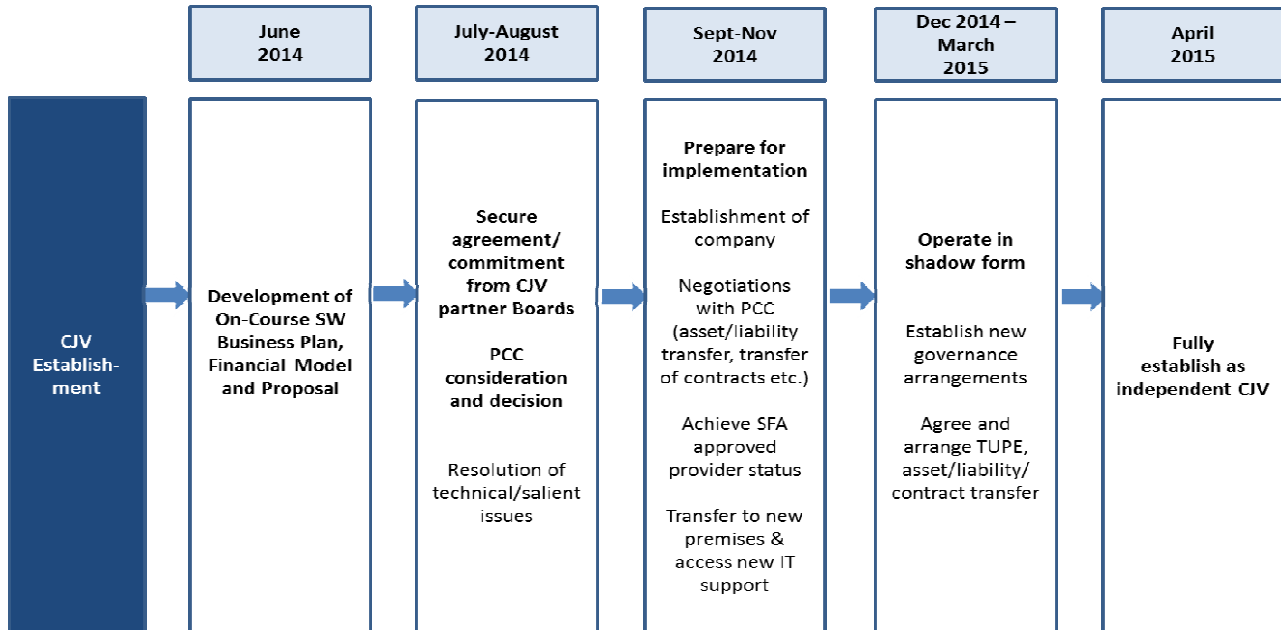 June
2014
July-August
2014
Sept-Nov
2014
Dec 2014 –
March
2015
April
2015
CJV
Establish-
ment
Development of
On-Course SW
Business Plan,
Financial Model
and Proposal
Secure
agreement/
commitment
from CJV
partner Boards
PCC
consideration
and decision
Resolution of
technical/salient
issues
Prepare for
implementation
Establishment of
company
Negotiations
with PCC
(asset/liability
transfer, transfer
of contracts etc.)
Achieve SFA
approved
provider status
Transfer to new
premises &
access new IT
support
Operate in
shadow form
Establish new
governance
arrangements
Agree and
arrange TUPE,
asset/liability/
contract transfer
Fully
establish as
independent CJV